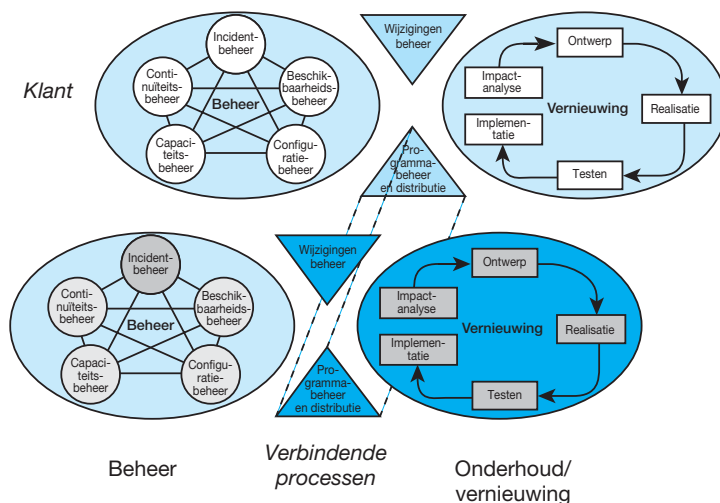 Klant
Incident-
beheer
Conti-
nuïteits-
beheer
Beschik-
baarheids-
beheer
Beheer
Capaci-
teits-
beheer
Configu-
ratie-
beheer
Wijzigingen
beheer
Pro-
gramma-
beheer
en distributie
Ontwerp
Impact-
analyse
Vernieuwing
Realisatie
Implemen-
tatie
Testen
Incident-
beheer
Conti-
nuïteits-
beheer
Beschik-
baarheids-
beheer
Beheer
Capaci-
teits-
beheer
Configu-
ratie-
beheer
Wijzigingen
beheer
Pro-
gramma-
beheer
en distributie
Ontwerp
Impact-
analyse
Vernieuwing
Realisatie
Implemen-
tatie
Testen
Beheer
Verbindende
processen
Onderhoud/
vernieuwing